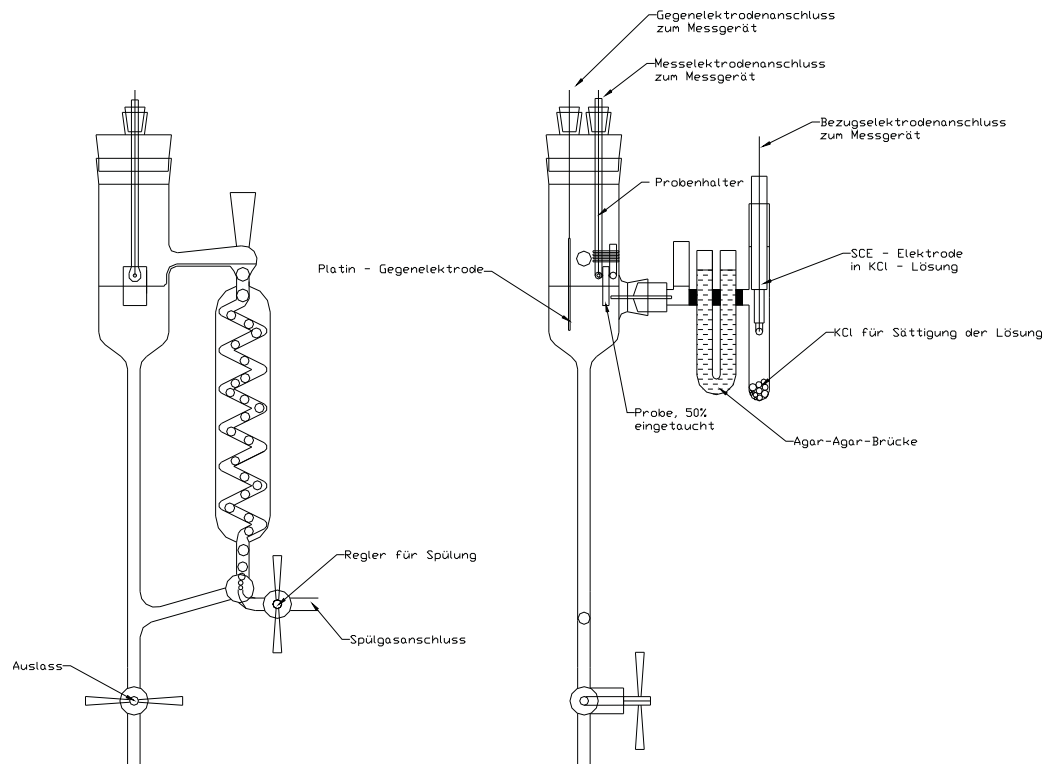 Gegenelektrodenanschluss
zum Messgerät
Messelektrodenanschluss
zum Messgerät
Bezugselektrodenanschluss
zum Messgerät
Probenhalter
SCE - Elektrode
in KCl - Lösung
Platin - Gegenelektrode
KCl für Sättigung der Lösung
Probe, 50%
eingetaucht
Agar-Agar-Brücke
Regler für Spülung
Spülgasanschluss
Auslass